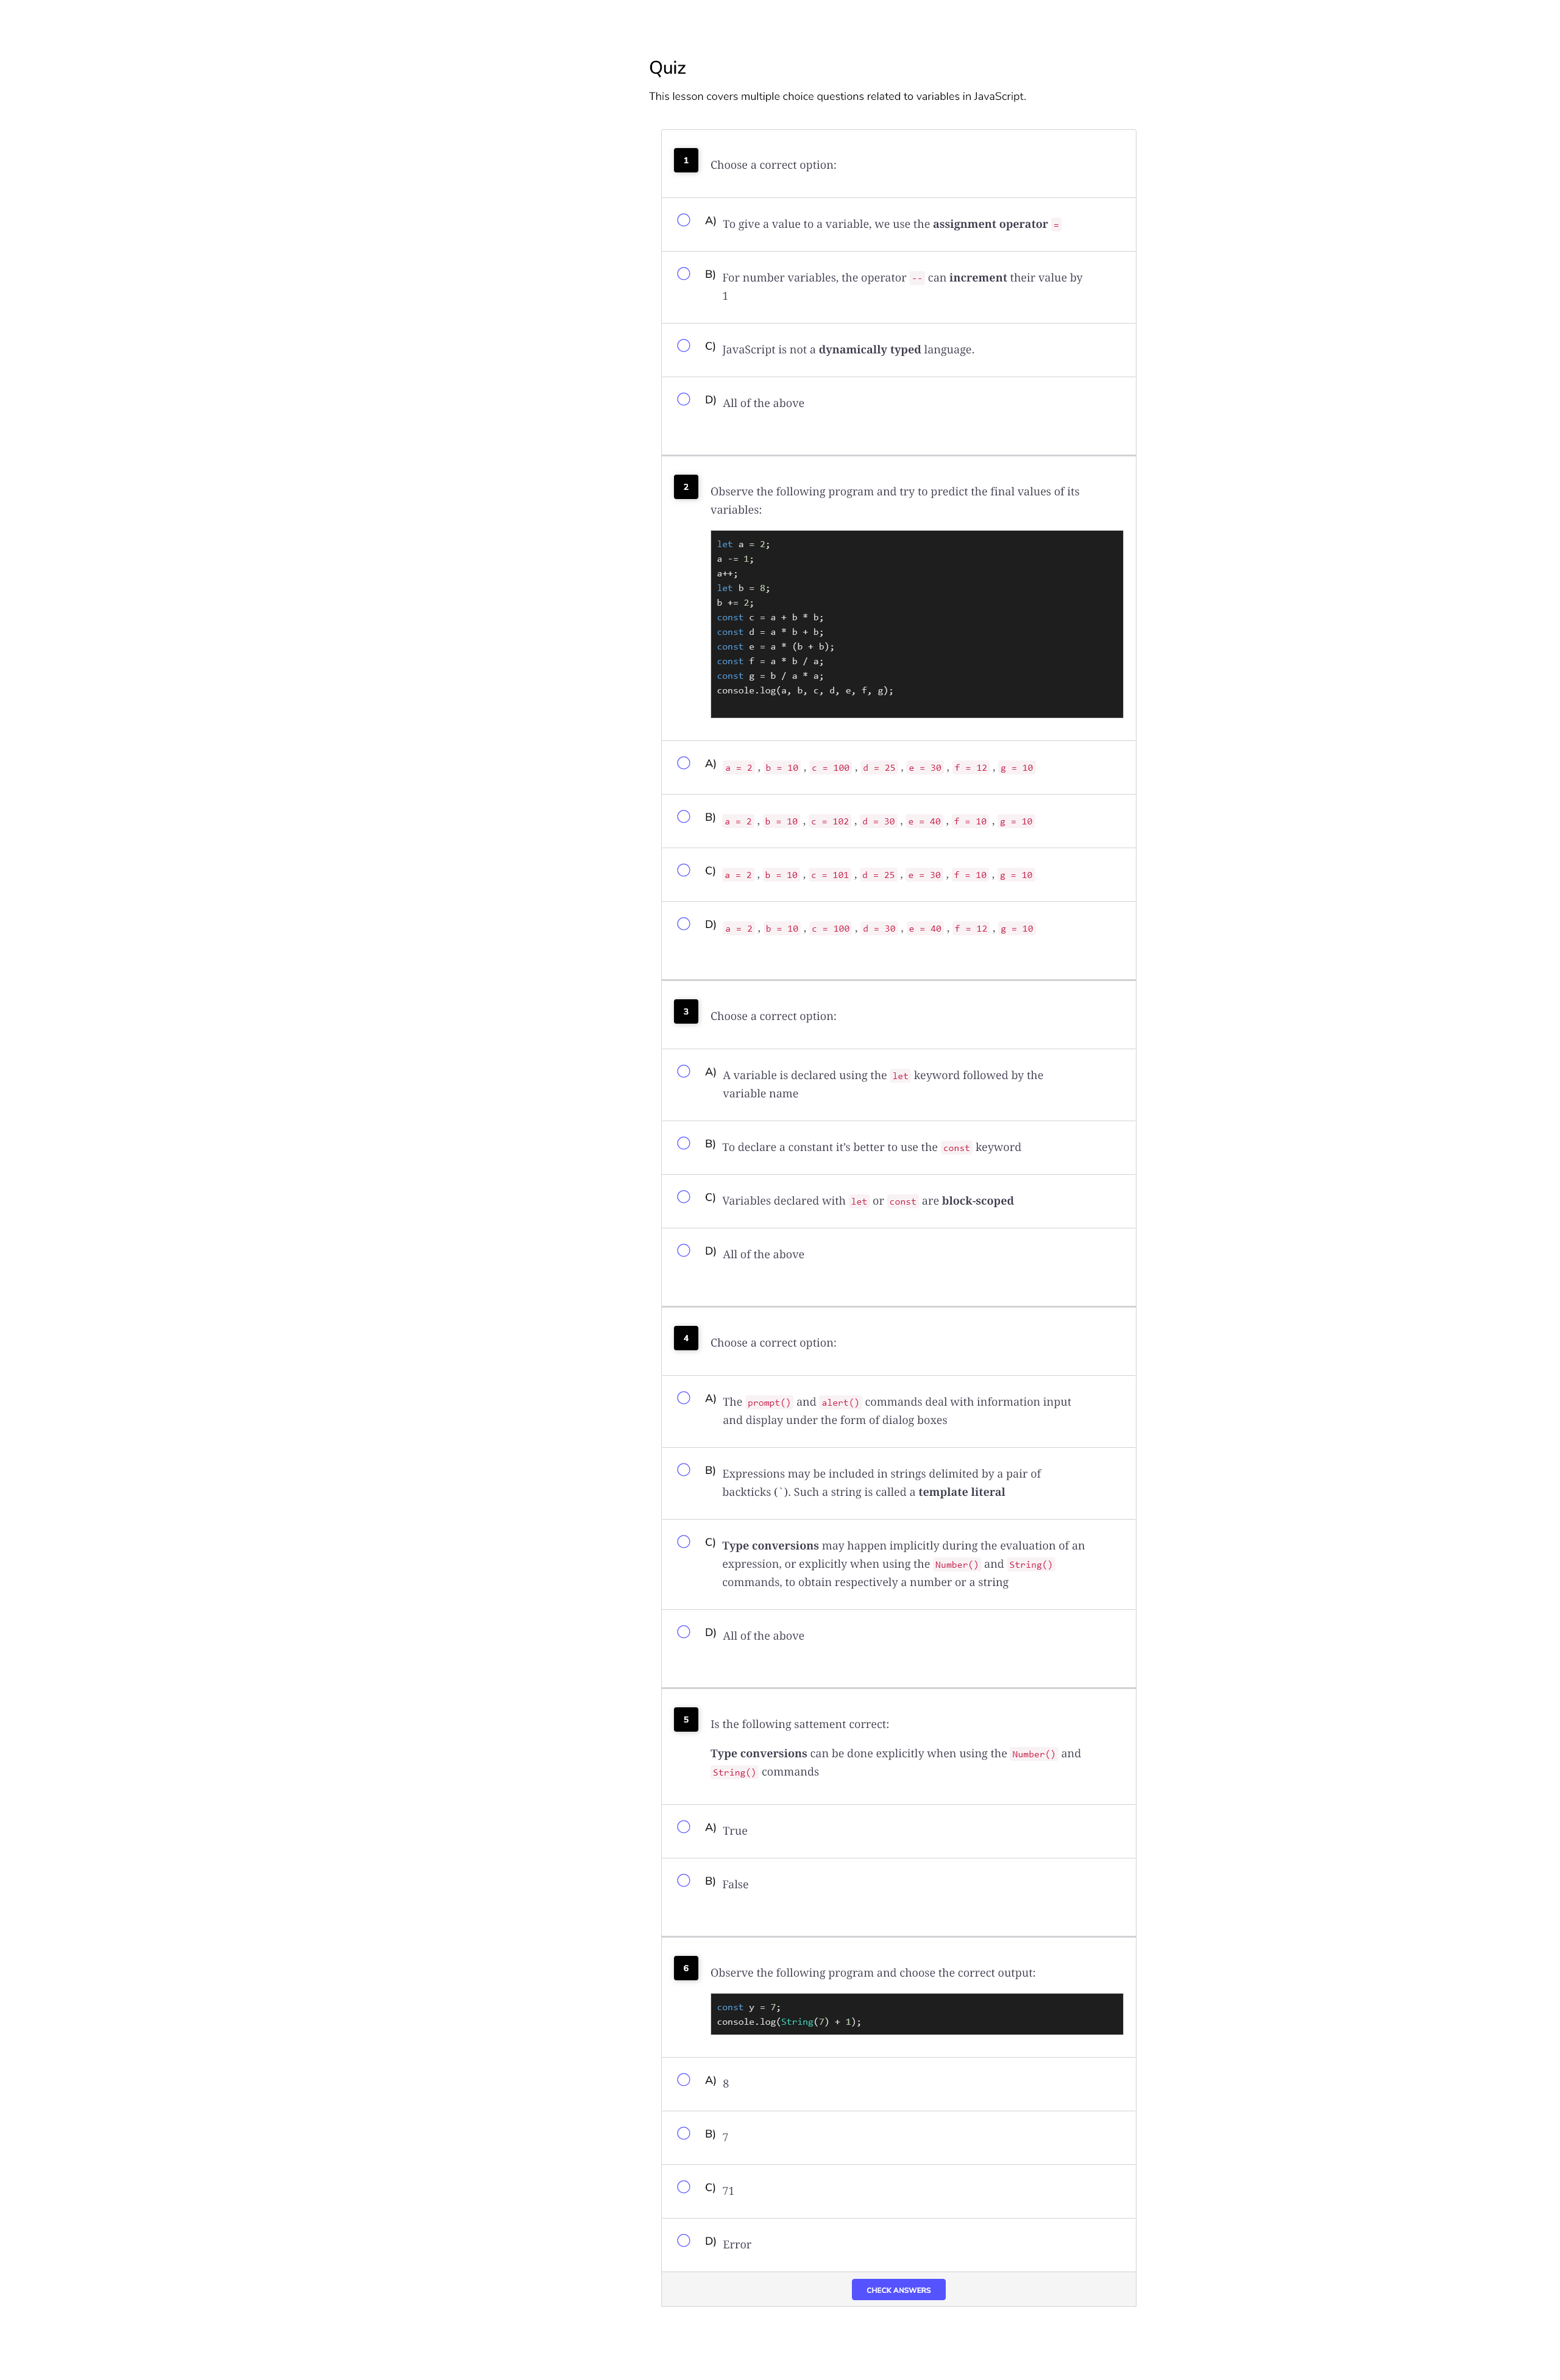 Quiz
This lesson covers multiple choice questions related to variables in JavaScript.
1
Choose a correct option:
A) To give a value to a variable, we use the assignment operator =
B) For number variables, the operator -- can increment their value by
1
C) JavaScript is not a dynamically typed language.
D) All of the above
2
Observe the following program and try to predict the final values of its
variables:
let a = 2;
a -= 1;
a++;
let b = 8;
b += 2;
const c = a + b * b;
const d = a * b + b;
const e = a * (b + b);
const f = a * b / a;
const g = b / a * a;
console.log(a, b, c, d, e, f, g);
A) a = 2 , b = 10 , c = 100 , d = 25 , e = 30 , f = 12 , g = 10
B) a = 2 , b = 10 , c = 102 , d = 30 , e = 40 , f = 10 , g = 10
C) a = 2 , b = 10 , c = 101 , d = 25 , e = 30 , f = 10 , g = 10
D) a = 2 , b = 10 , c = 100 , d = 30 , e = 40 , f = 12 , g = 10
3
Choose a correct option:
A) A variable is declared using the let keyword followed by the
variable name
B) To declare a constant it’s better to use the const keyword
C) Variables declared with let or const are block-scoped
D) All of the above
4
Choose a correct option:
A) The prompt() and alert() commands deal with information input
and display under the form of dialog boxes
B) Expressions may be included in strings delimited by a pair of
backticks (`). Such a string is called a template literal
C) Type conversions may happen implicitly during the evaluation of an
expression, or explicitly when using the Number() and String()
commands, to obtain respectively a number or a string
D) All of the above
5
Is the following sattement correct:
Type conversions can be done explicitly when using the Number() and
String() commands
A) True
B) False
6
Observe the following program and choose the correct output:
const y = 7;
console.log(String(7) + 1);
A) 8
B) 7
C) 71
D) Error
CHECK ANSWERS